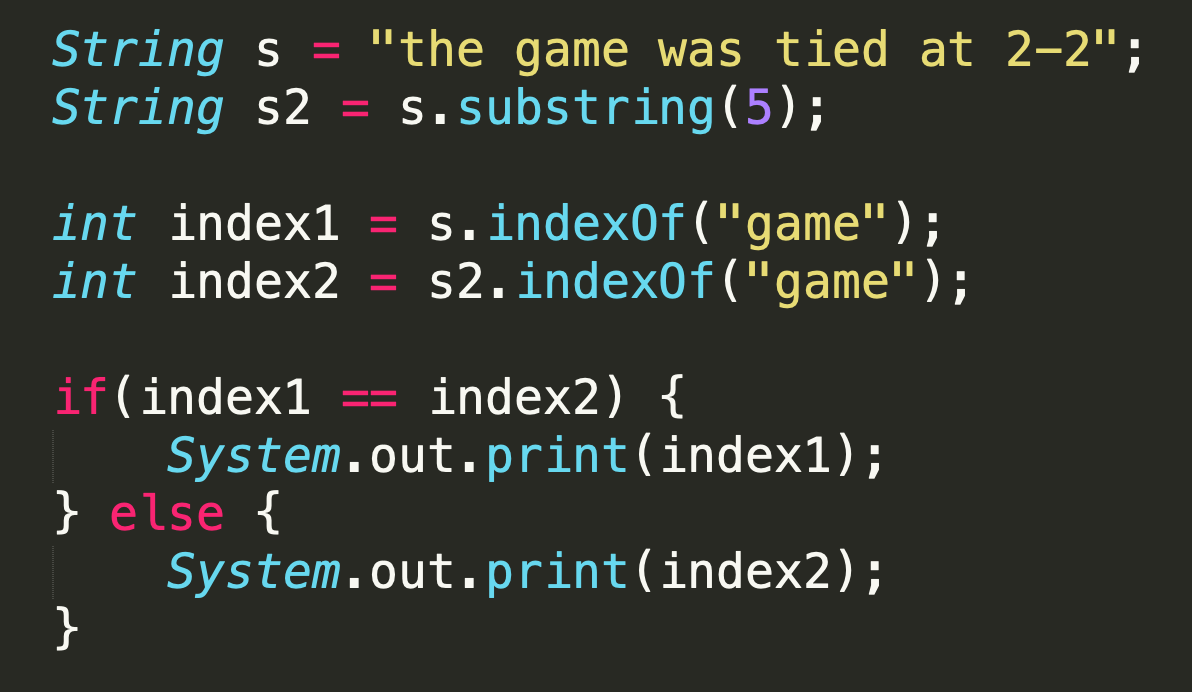 String s = "the game was tied at 2-2";
String s2 = s.substring(5);

int index1 = s.indexOf("game");
int index2 = s2.indexOf("game");

if(index1 == index2) {
    System.out.print(index1);
} else {
    System.out.print(index2);
}